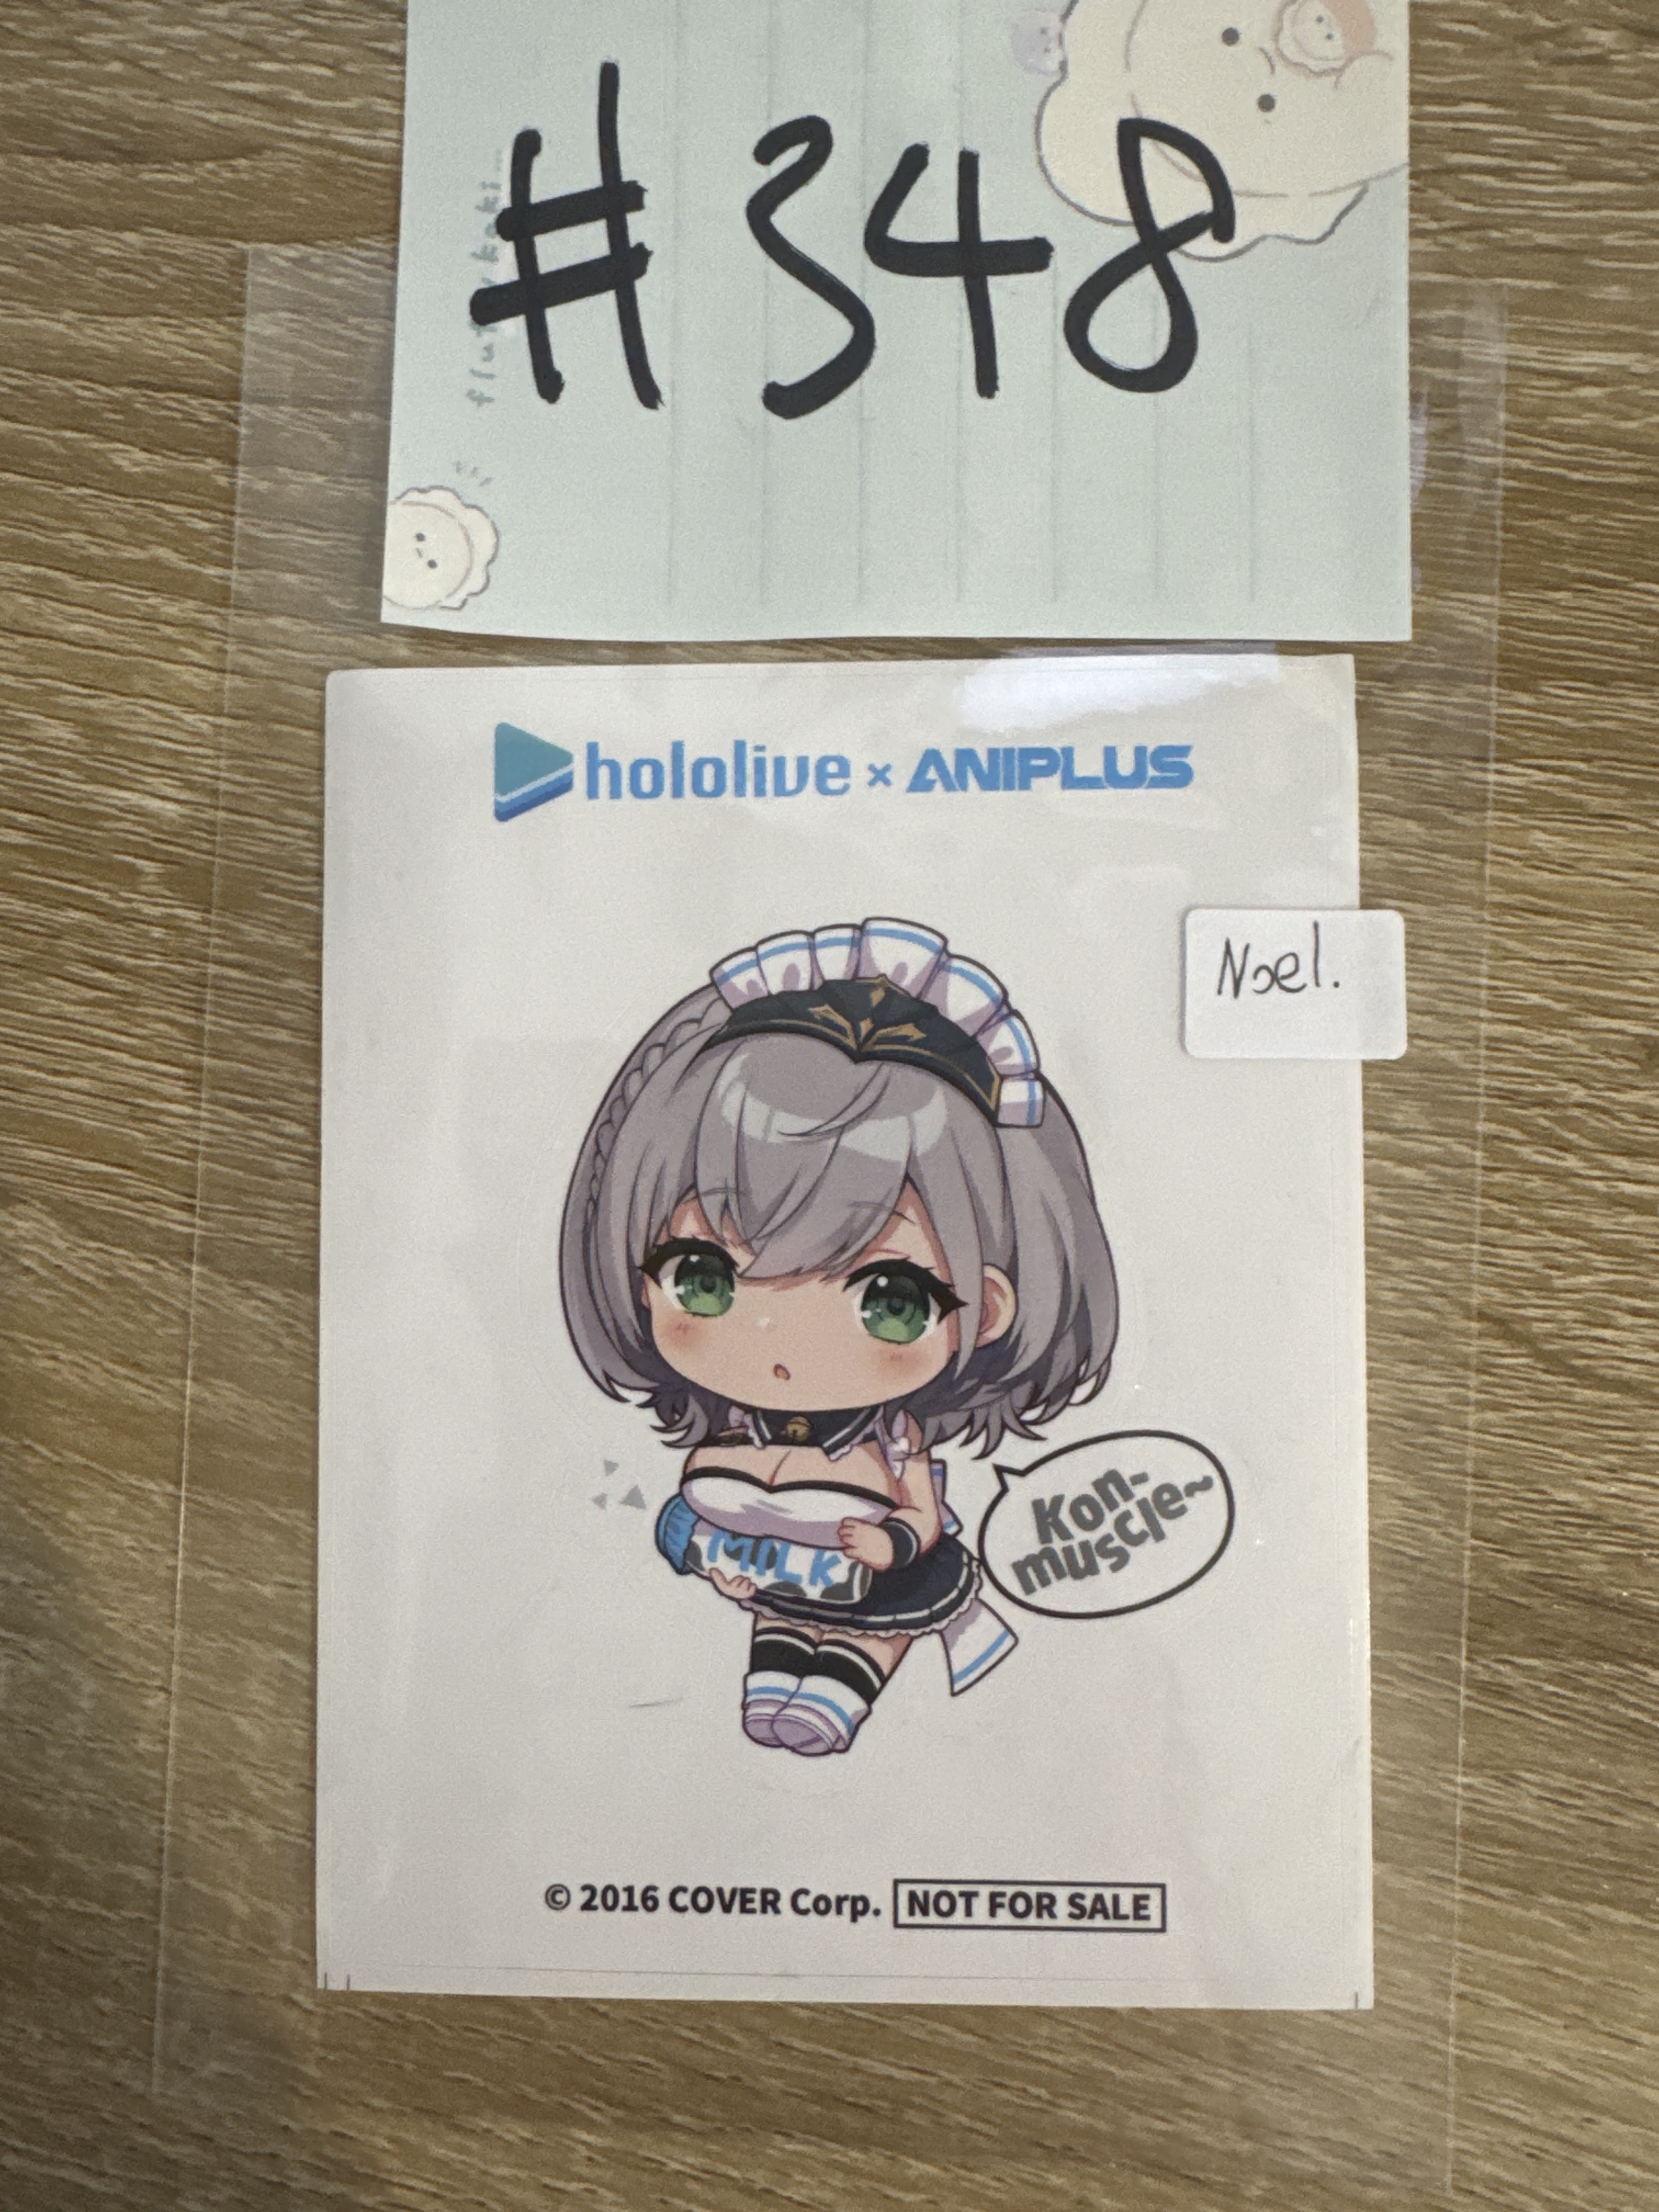 #348
hololive × ANIPLUS
Noel.
Kon-
muscle~
MILK
© 2016 COVER Corp. NOT FOR SALE